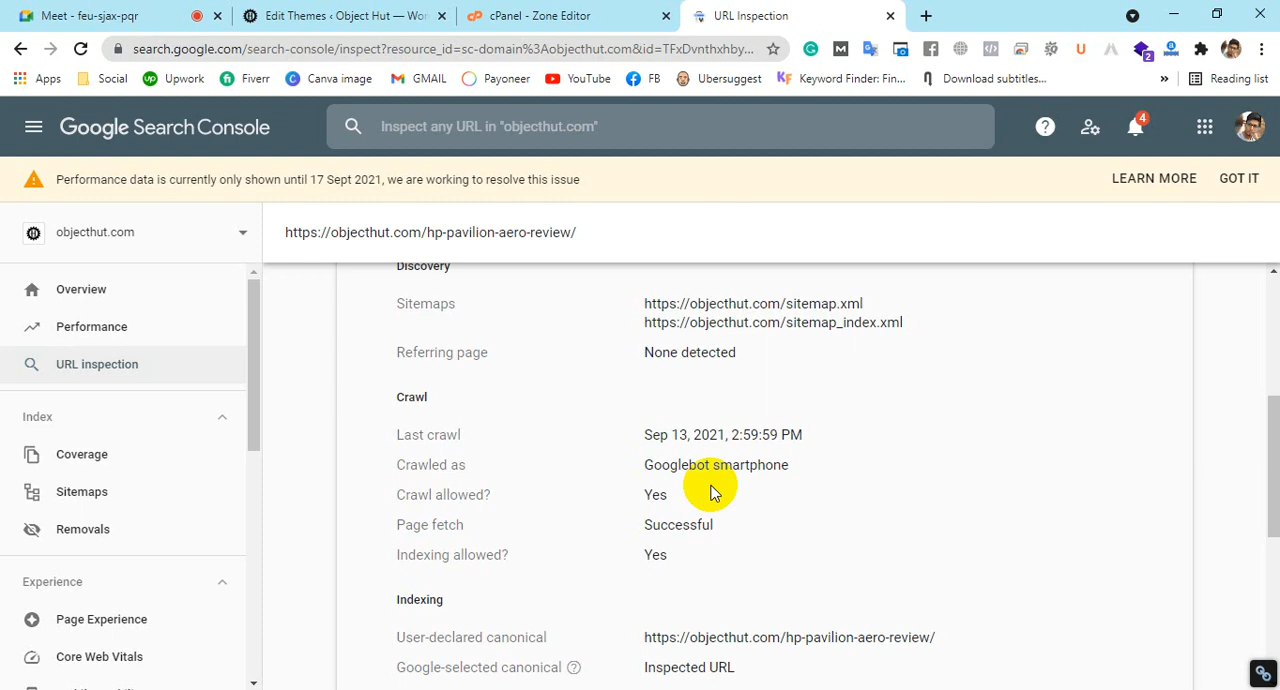 Meet - feu-sjax-pqr
Edit Themes ‹ Object Hut — Wor
cPanel - Zone Editor
URL Inspection
search.google.com/search-console/inspect?resource_id=sc-domain%3Aobjecthut.com&id=TFxDvnthxhby...
Apps Social Upwork Fiverr Canva image GMAIL Payoneer YouTube FB Ubersuggest Keyword Finder: Fin... Download subtitles... » Reading list
Google Search Console
Inspect any URL in "objecthut.com"
4
2
Performance data is currently only shown until 17 Sept 2021, we are working to resolve this issue
LEARN MORE GOT IT
objecthut.com
https://objecthut.com/hp-pavilion-aero-review/
Overview
Performance
URL inspection
Index
Coverage
Sitemaps
Removals
Experience
Page Experience
Core Web Vitals
Discovery
Sitemaps https://objecthut.com/sitemap.xml
https://objecthut.com/sitemap_index.xml
Referring page None detected
Crawl
Last crawl Sep 13, 2021, 2:59:59 PM
Crawled as Googlebot smartphone
Crawl allowed? Yes
Page fetch Successful
Indexing allowed? Yes
Indexing
User-declared canonical https://objecthut.com/hp-pavilion-aero-review/
Google-selected canonical Inspected URL